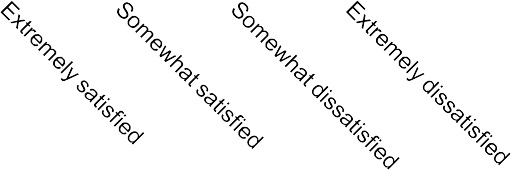 Extremely satisfied
Somewhat satisfied
Somewhat dissatisfied
Extremely dissatisfied